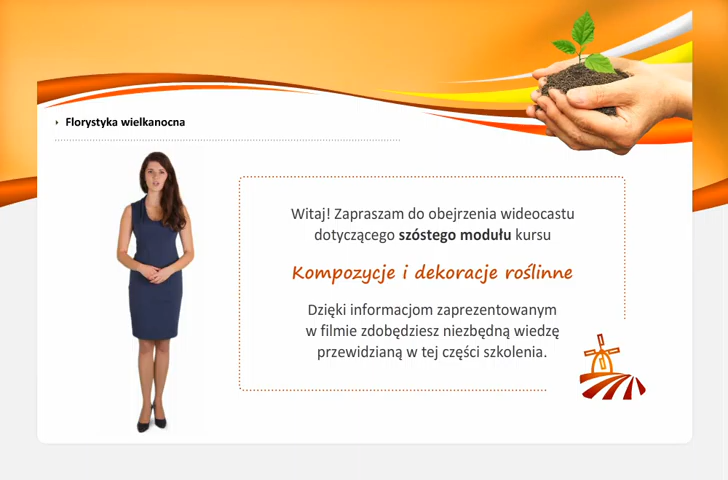 Florystyka wielkanocna
Witaj! Zapraszam do obejrzenia wideocastu
dotyczącego szóstego modułu kursu
Kompozycje i dekoracje roślinne
Dzięki informacjom zaprezentowanym
w filmie zdobędziesz niezbędną wiedzę
przewidzianą w tej części szkolenia.